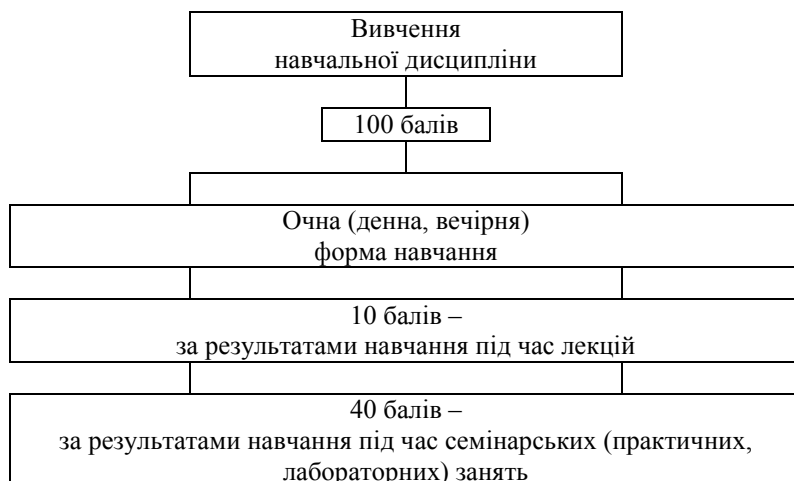 Вивчення
навчальної дисципліни
100 балів
Очна (денна, вечірня)
форма навчання
10 балів –
за результатами навчання під час лекцій
40 балів –
за результатами навчання під час семінарських (практичних,
лабораторних) занять